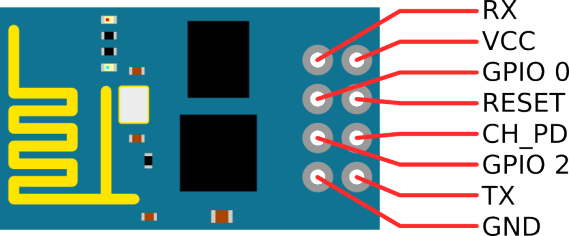 RX
VCC
GPIO 0
RESET
CH_PD
GPIO 2
TX
GND